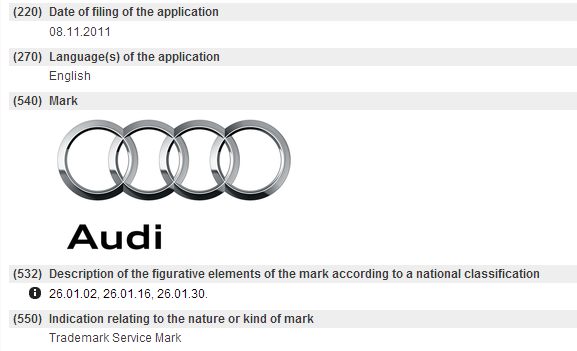 (220) Date of filing of the application
08.11.2011
(270) Language(s) of the application
English
(540) Mark
Audi
(532) Description of the figurative elements of the mark according to a national classification
26.01.02, 26.01.16, 26.01.30.
(550) Indication relating to the nature or kind of mark
Trademark Service Mark